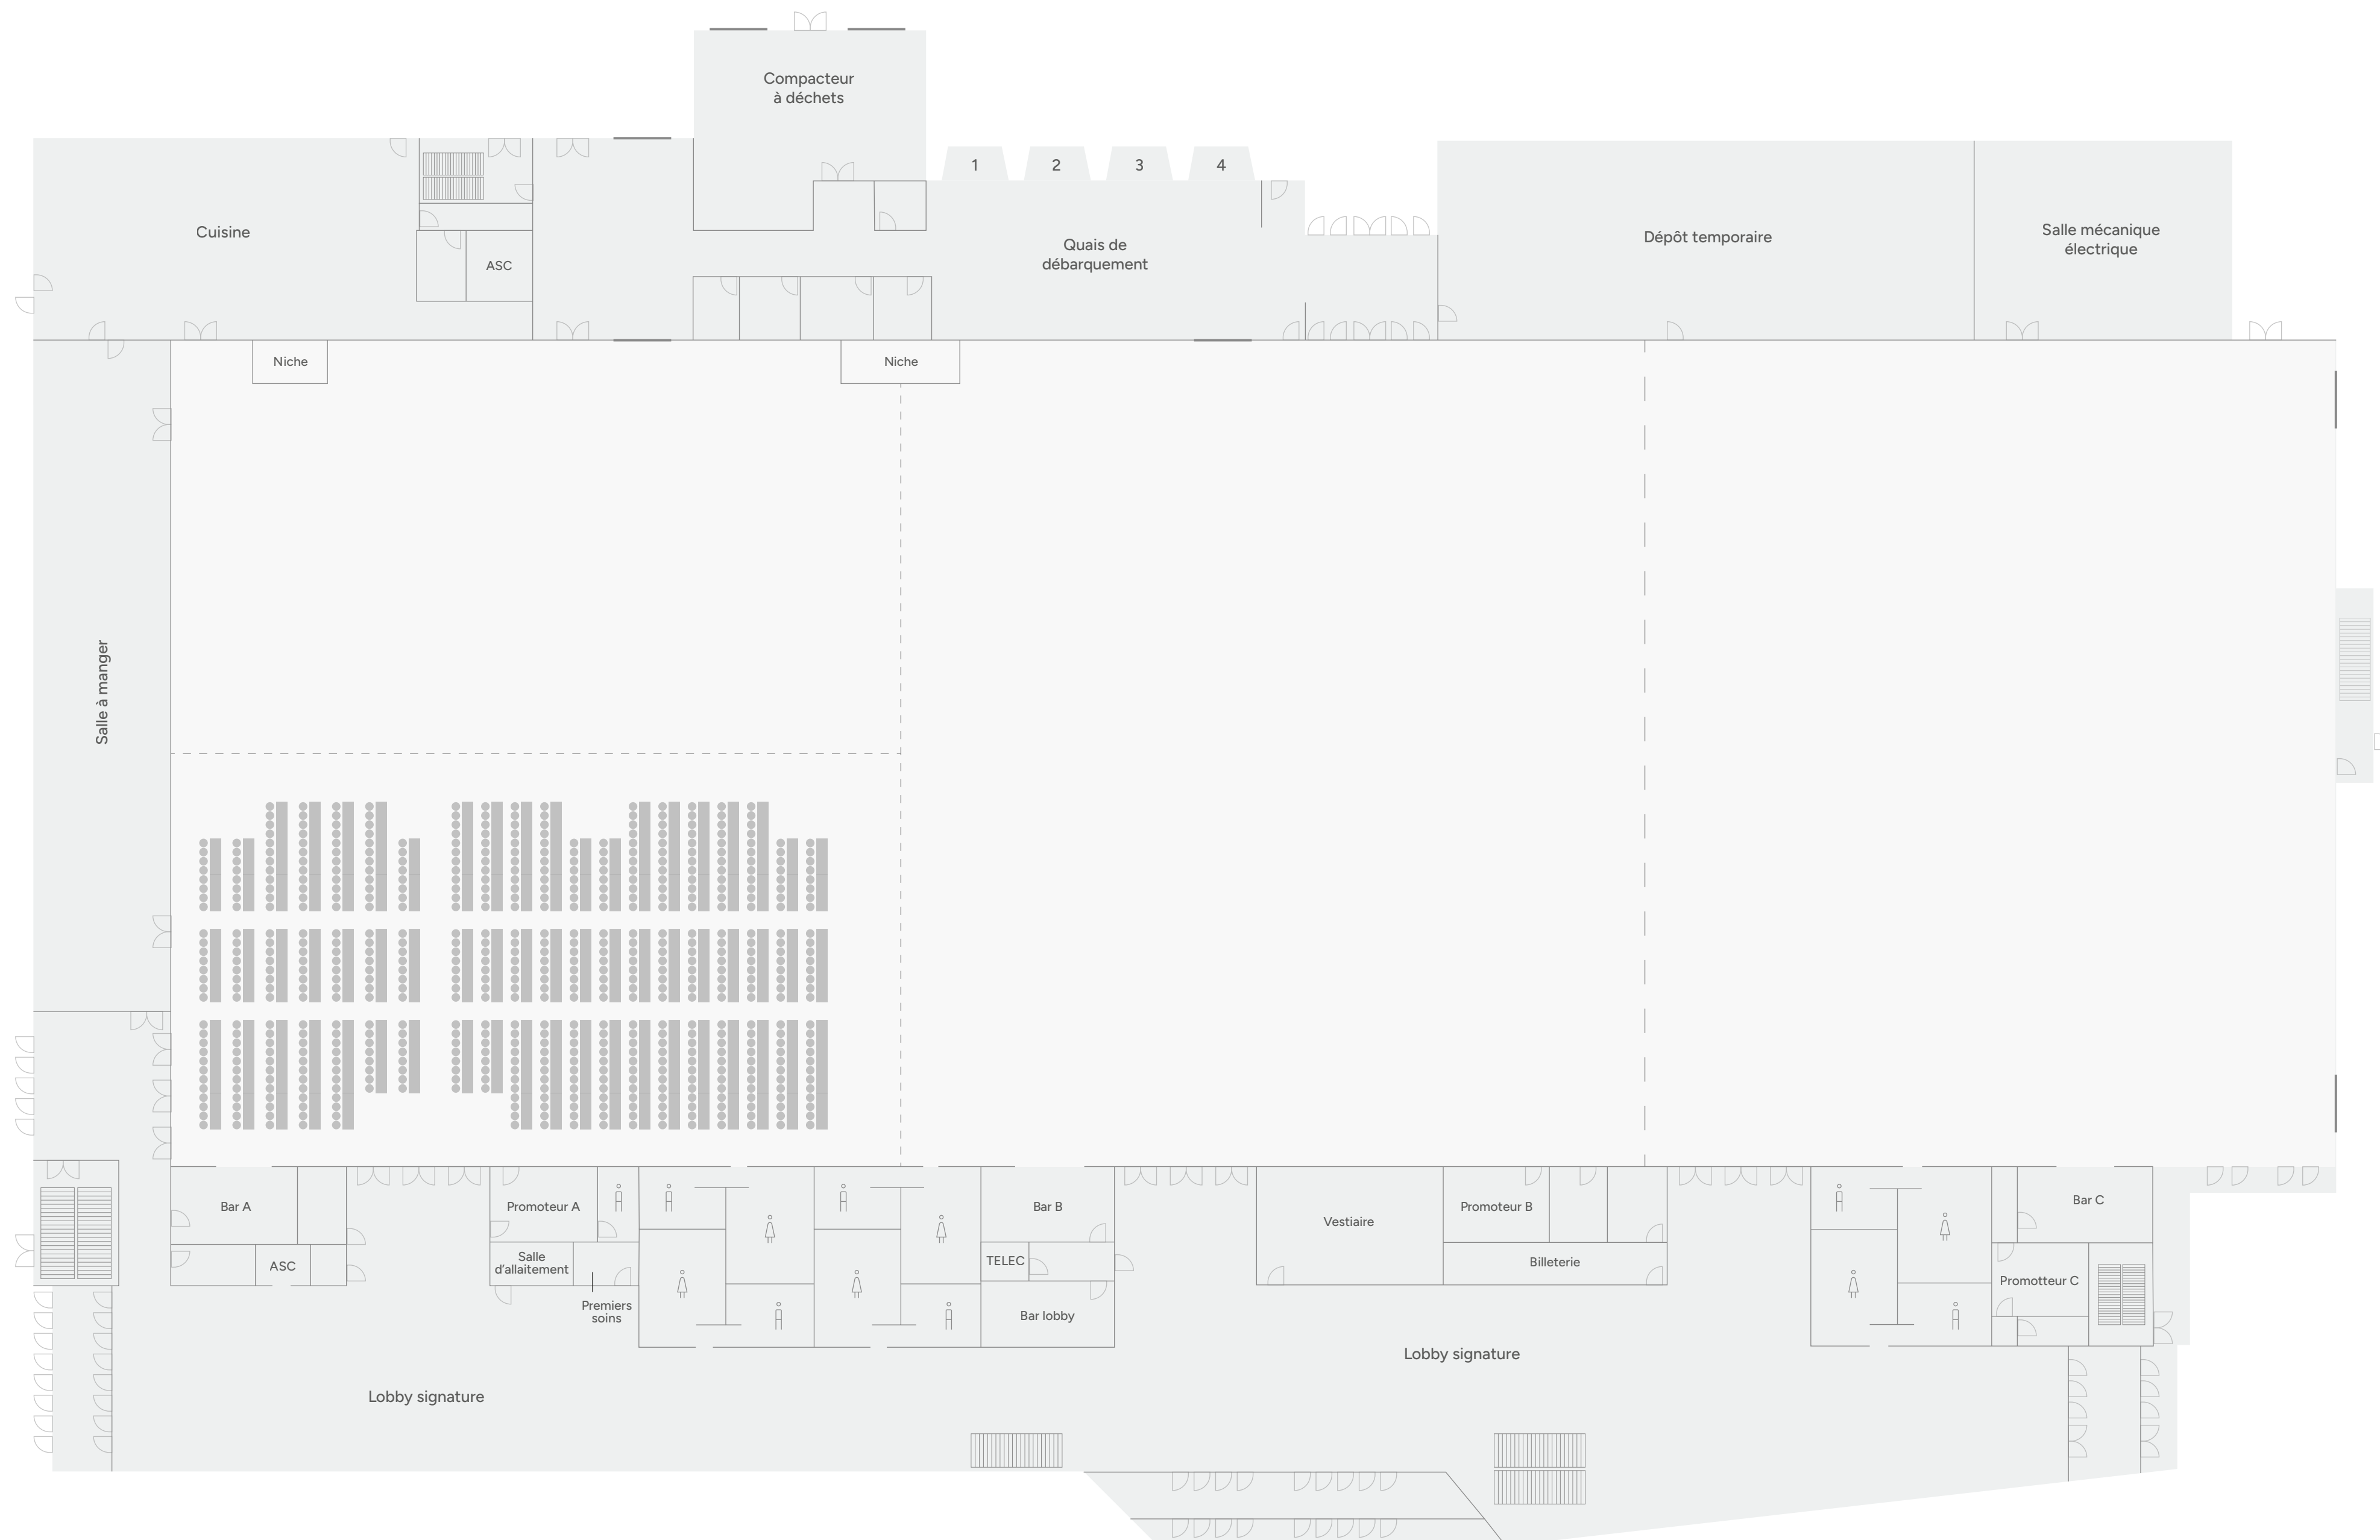 Compacteur
à déchets
1
2
3
4
Cuisine
ASC
Quais de
débarquement
Dépôt temporaire
Salle mécanique
électrique
Niche
Niche
Salle à manger
Bar A
ASC
Promoteur A
Salle
d’allaitement
Premiers
soins
Bar B
TELEC
Bar lobby
Vestiaire
Promoteur B
Billeterie
Bar C
Promotteur C
Lobby signature
Lobby signature